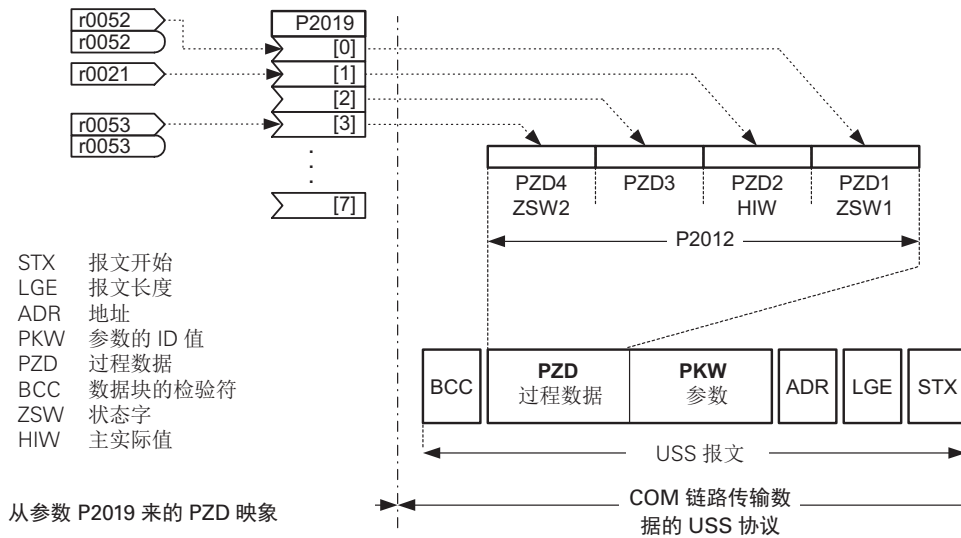 r0052
r0052
r0021
r0053
r0053
P2019
[0]
[1]
[2]
[3]
[7]
PZD4 PZD3 PZD2 PZD1
ZSW2 HIW ZSW1
P2012
STX 报文开始
LGE 报文长度
ADR 地址
PKW 参数的 ID 值
PZD 过程数据
BCC 数据块的检验符
ZSW 状态字
HIW 主实际值
BCC PZD PKW ADR LGE STX
过程数据 参数
USS 报文
从参数 P2019 来的 PZD 映象
COM 链路传输数
据的 USS 协议